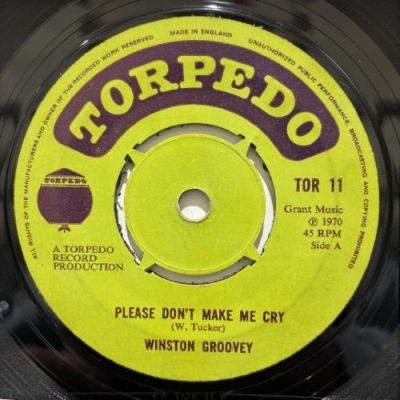 ALL RIGHTS OF THE MANUFACTURERS AND OWNER OF THE RECORDED WORK RESERVED
MADE IN ENGLAND
UNAUTHORIZED PUBLIC PERFORMANCE, BROADCASTING AND COPYING PROHIBITED
TORPEDO
TORPEDO
TOR 11
Grant Music
℗ 1970
45 RPM
Side A
A TORPEDO
RECORD
PRODUCTION
PLEASE DON'T MAKE ME CRY
(W. Tucker)
WINSTON GROOVEY